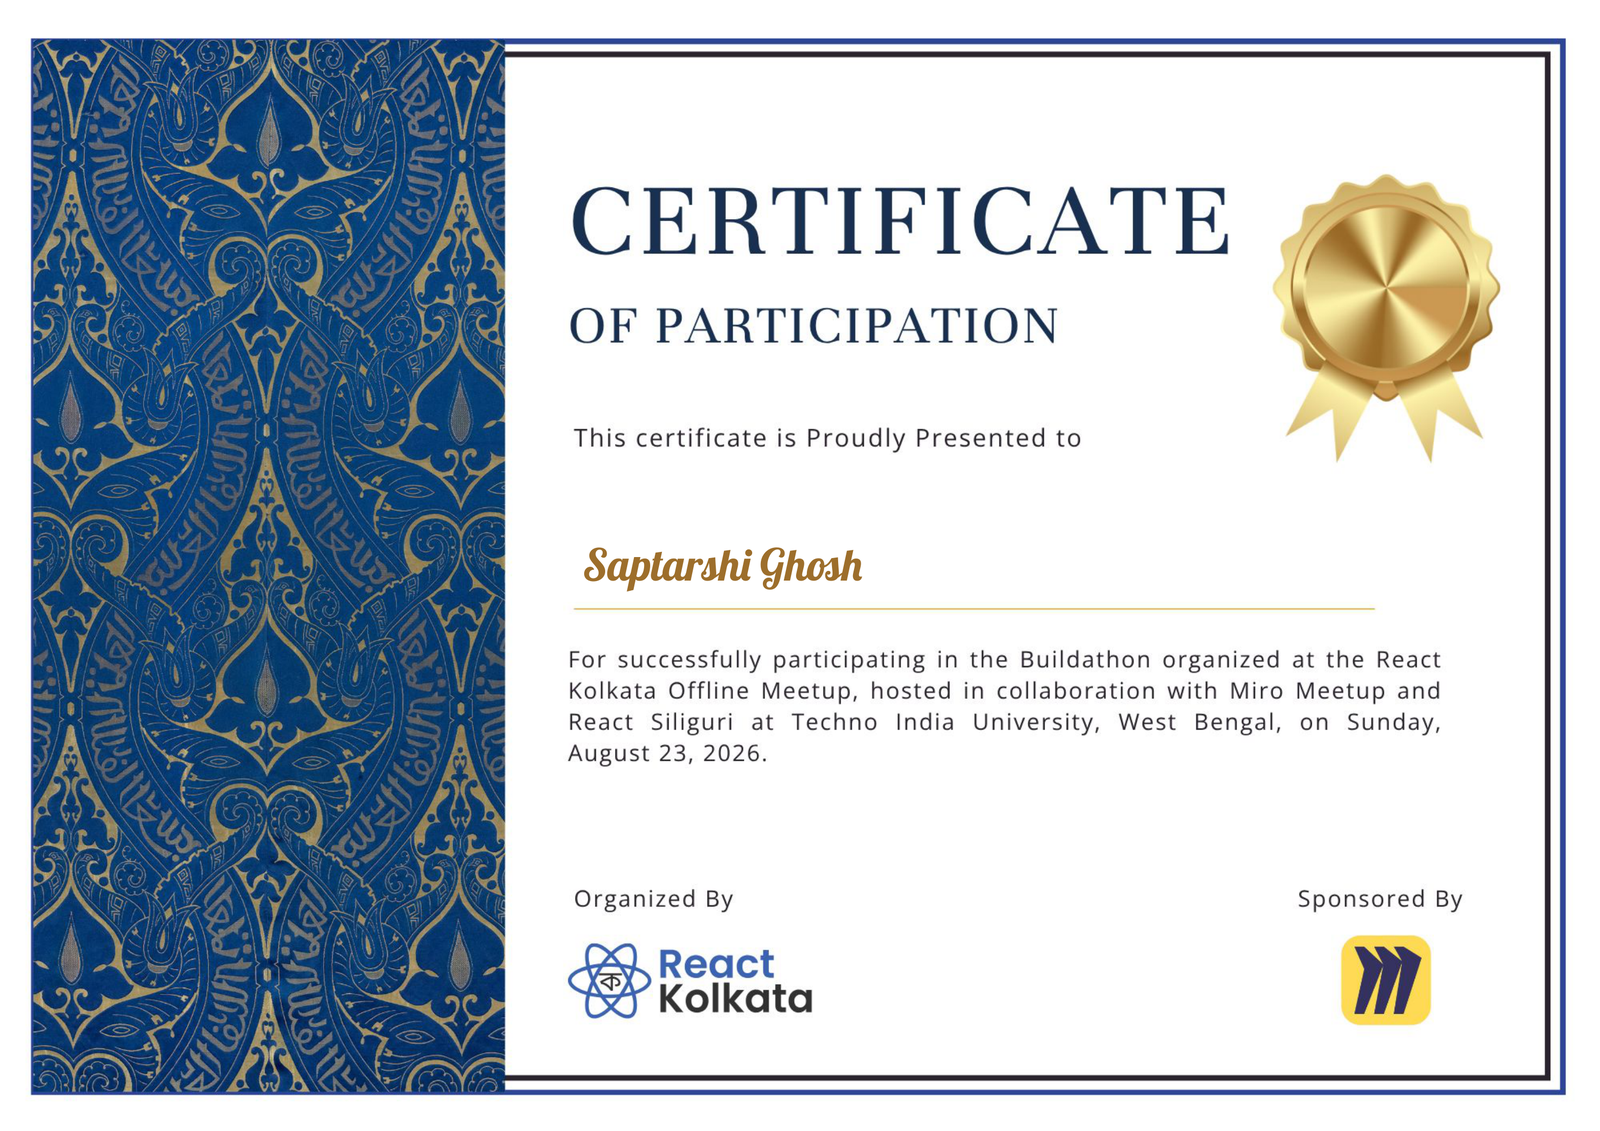 CERTIFICATE
OF PARTICIPATION
This certificate is Proudly Presented to
Saptarshi Ghosh
For successfully participating in the Buildathon organized at the React
Kolkata Offline Meetup, hosted in collaboration with Miro Meetup and
React Siliguri at Techno India University, West Bengal, on Sunday,
August 23, 2026.
Organized By
Sponsored By
ক
React
Kolkata